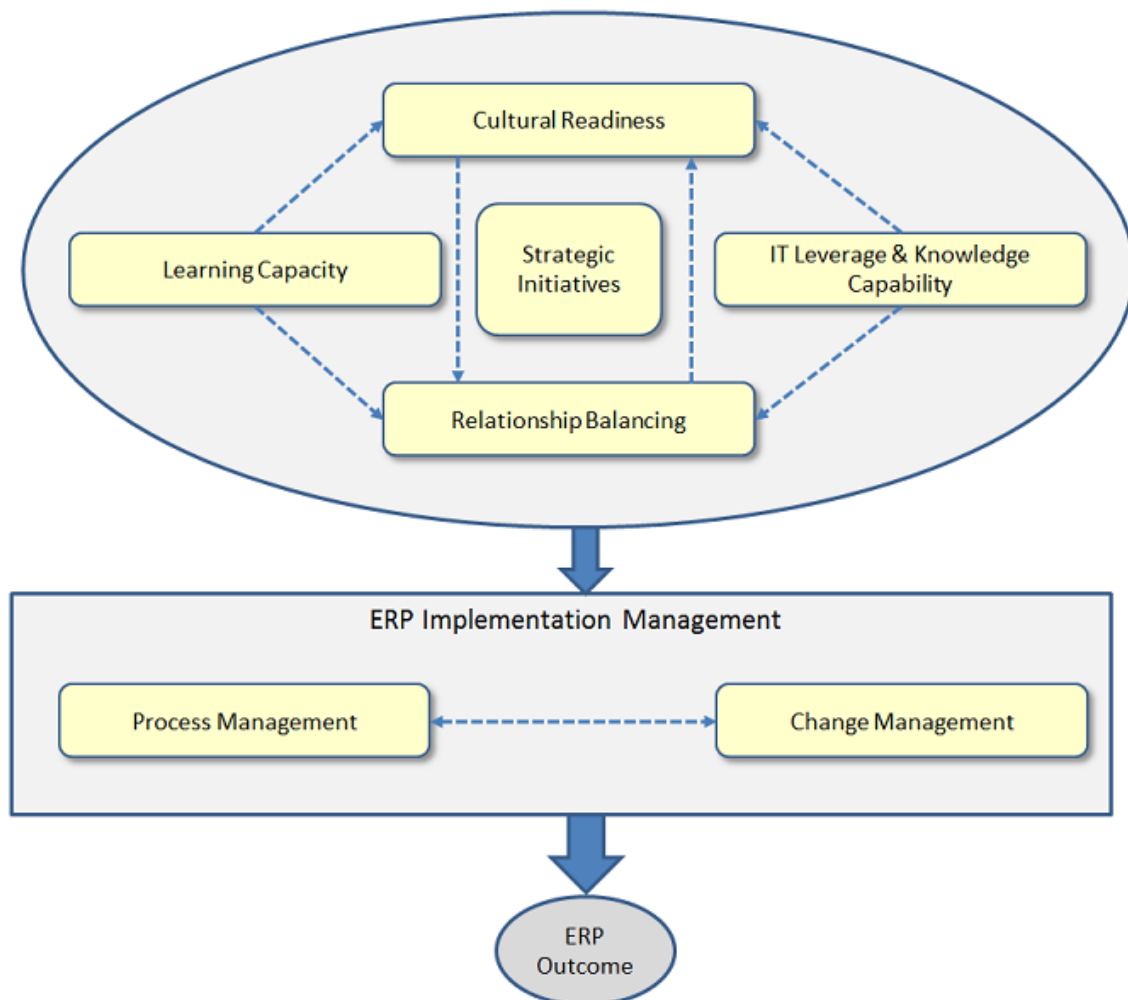 Cultural Readiness
Learning Capacity
Strategic
Initiatives
IT Leverage & Knowledge
Capability
Relationship Balancing
ERP Implementation Management
Process Management
Change Management
ERP
Outcome